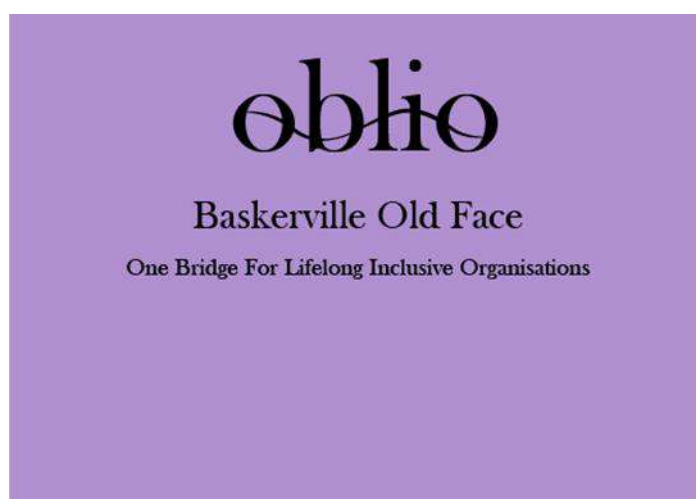 oblio
Baskerville Old Face
One Bridge For Lifelong Inclusive Organisations